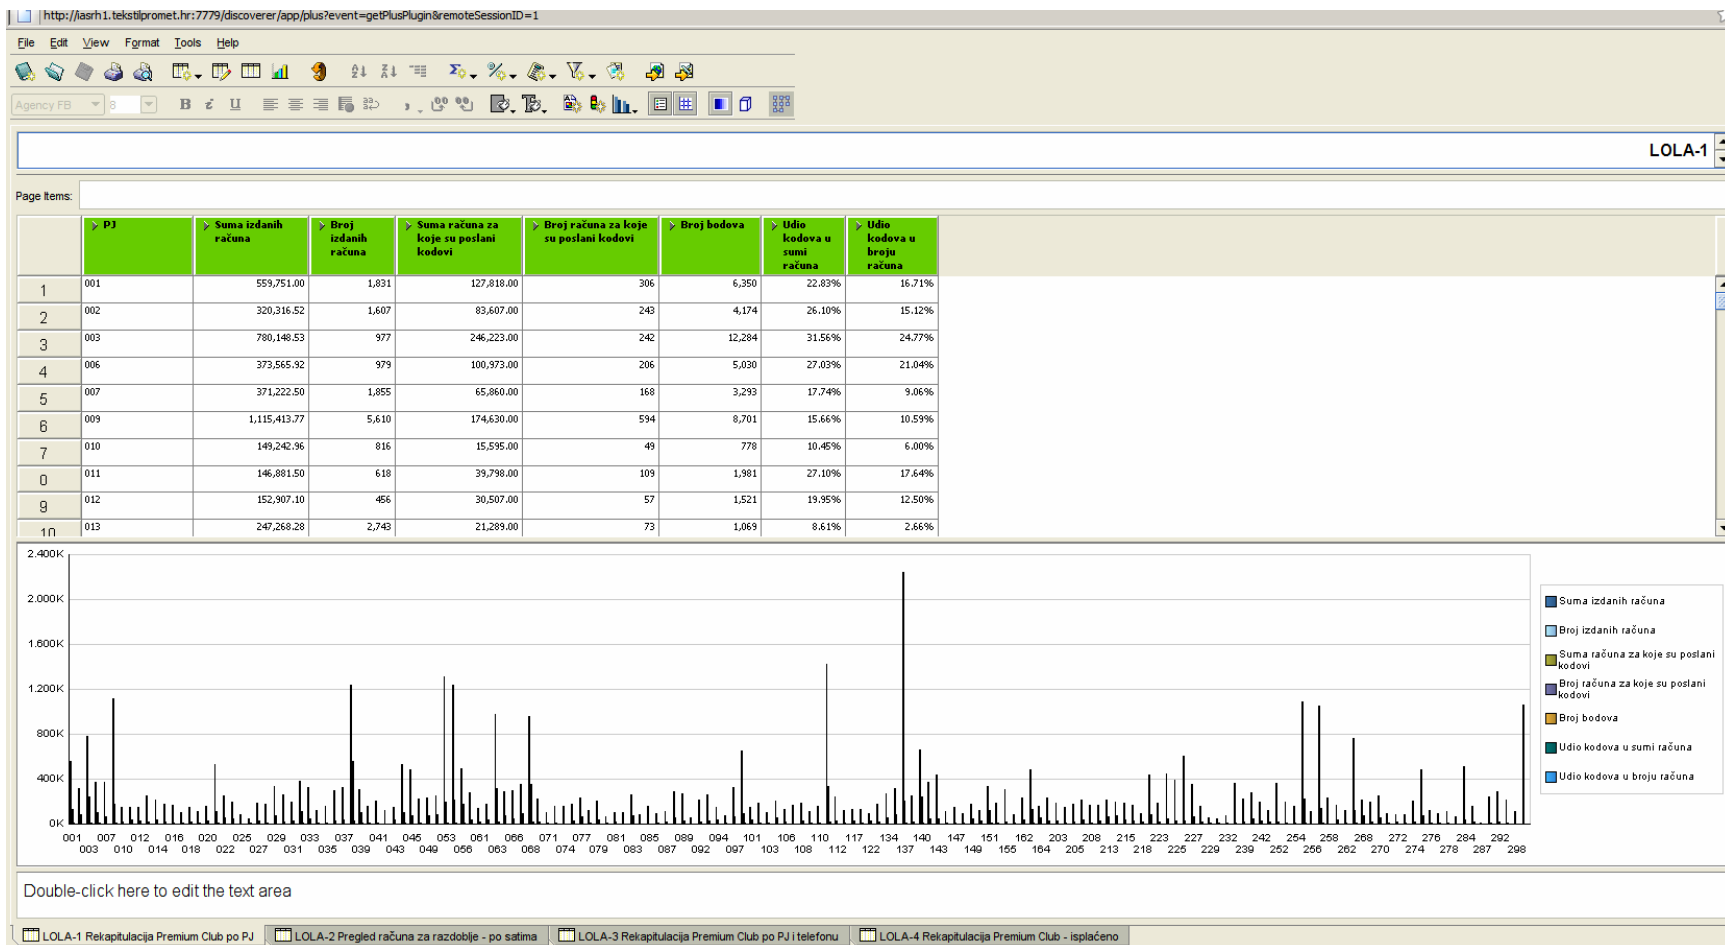 http://iasrh1.tekstilpromet.hr:7779/discoverer/app/plus?event=getPlusPlugin&remoteSessionID=1
File Edit View Format Tools Help
Agency FB 8 B i U
LOLA-1
Page Items:
PJ Suma izdanih računa Broj izdanih računa Suma računa za koje su poslani kodovi Broj računa za koje su poslani kodovi Broj bodova Udio kodova u sumi računa Udio kodova u broju računa
1 001 559,751.00 1,831 127,818.00 306 6,350 22.83% 16.71%
2 002 320,316.52 1,607 83,607.00 243 4,174 26.10% 15.12%
3 003 780,148.53 977 246,223.00 242 12,284 31.56% 24.77%
4 006 373,565.92 979 100,973.00 206 5,030 27.03% 21.04%
5 007 371,222.50 1,855 65,860.00 168 3,293 17.74% 9.06%
6 009 1,115,413.77 5,610 174,630.00 594 8,701 15.66% 10.59%
7 010 149,242.96 816 15,595.00 49 778 10.45% 6.00%
0 011 146,881.50 618 39,798.00 109 1,981 27.10% 17.64%
9 012 152,907.10 456 30,507.00 57 1,521 19.95% 12.50%
10 013 247,268.28 2,743 21,289.00 73 1,069 8.61% 2.66%
2.400K
2.000K
1.600K
1.200K
800K
400K
0K
001 007 012 016 020 025 029 033 037 041 045 053 061 066 071 077 081 085 089 094 101 106 110 117 134 140 147 151 162 203 208 215 223 227 236 242 254 258 268 272 276 284 292
003 010 014 018 022 027 031 035 039 043 049 056 063 068 074 079 083 087 092 097 103 108 112 122 137 143 149 155 164 205 213 218 225 229 239 252 256 262 270 274 278 287 298
Suma izdanih računa
Broj izdanih računa
Suma računa za koje su poslani
kodovi
Broj računa za koje su poslani
kodovi
Broj bodova
Udio kodova u sumi računa
Udio kodova u broju računa
Double-click here to edit the text area
LOLA-1 Rekapitulacija Premium Club po PJ LOLA-2 Pregled računa za razdoblje - po satima LOLA-3 Rekapitulacija Premium Club po PJ i telefonu LOLA-4 Rekapitulacija Premium Club - isplaćeno